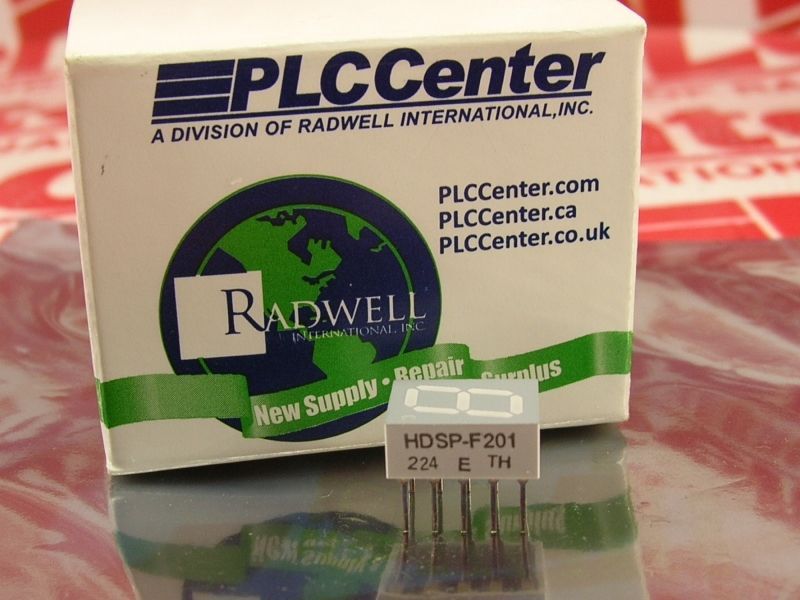 PLCCenter
A DIVISION OF RADWELL INTERNATIONAL,INC.
PLCCenter.com
PLCCenter.ca
PLCCenter.co.uk
RADWELL
INTERNATIONAL, INC.
New Supply • Repair Surplus
HDSP-F201
224 E TH